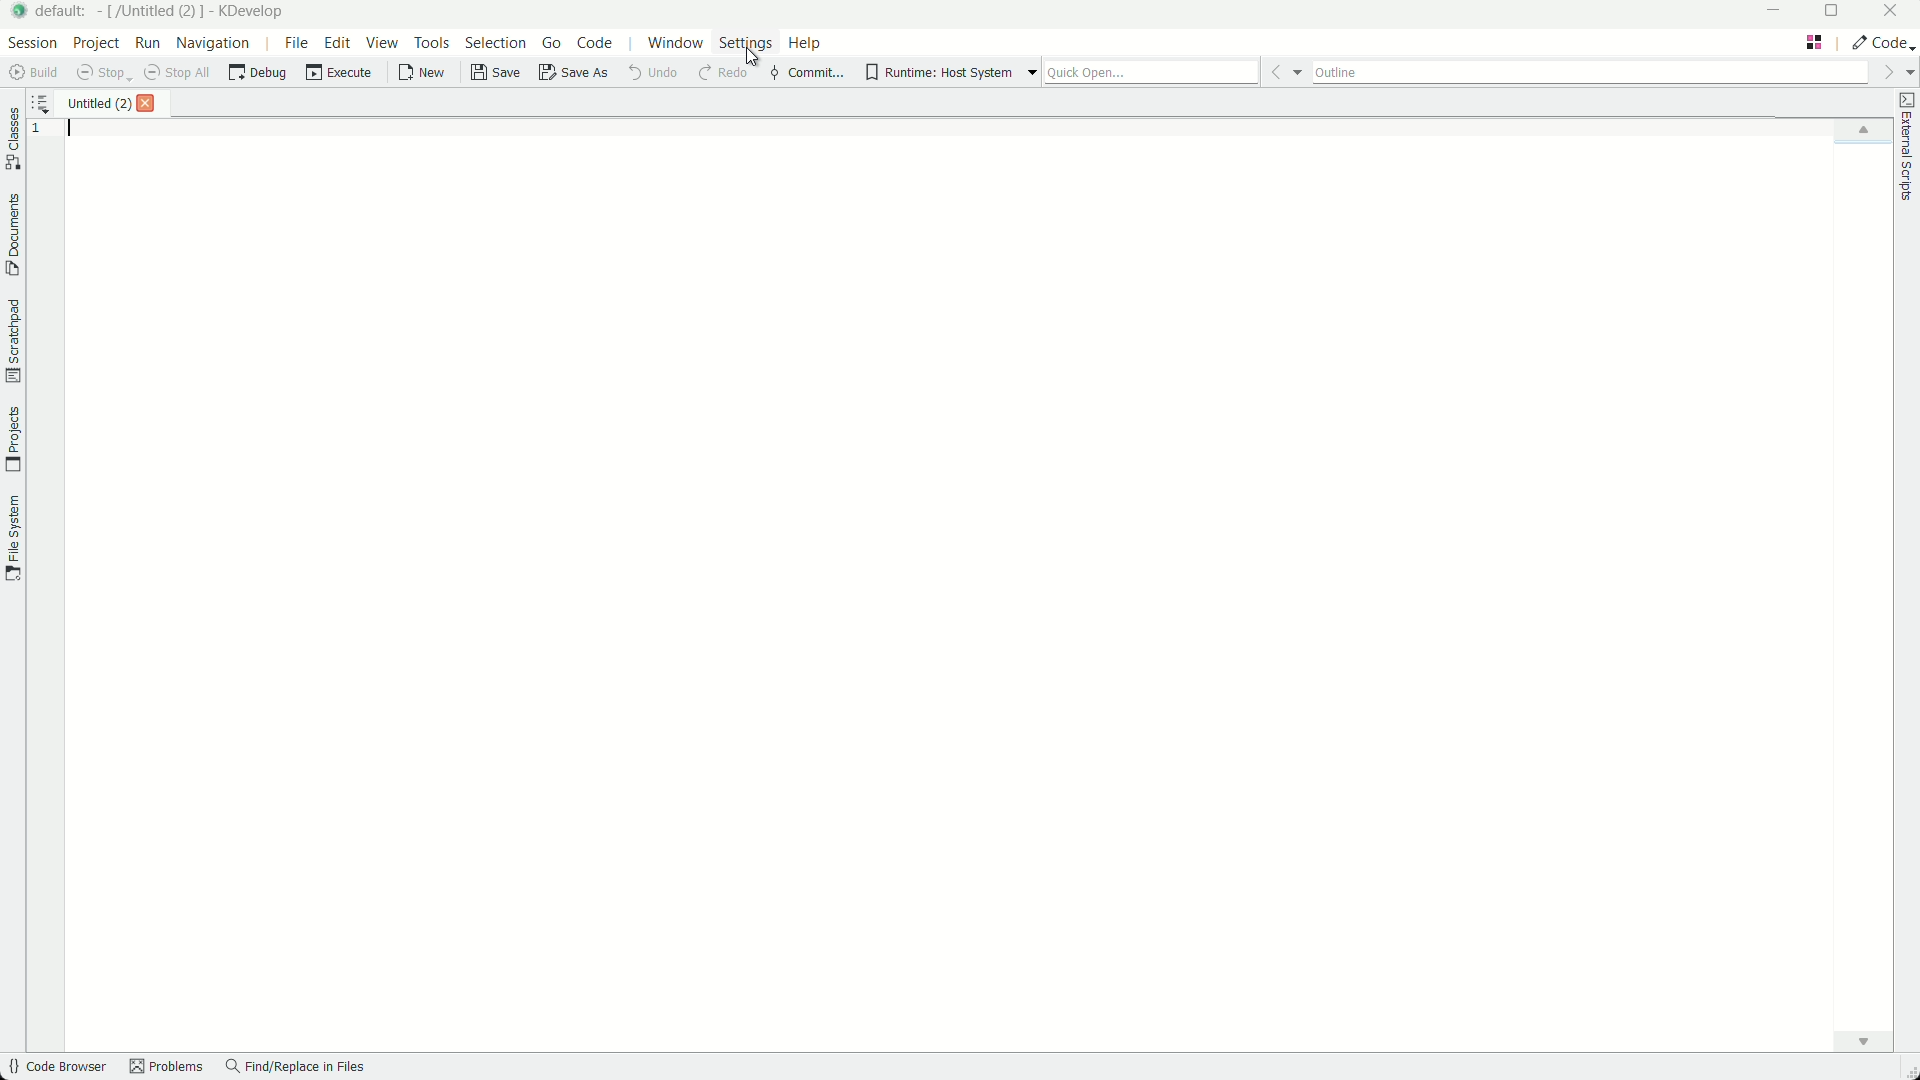 default: - [ /Untitled (2) ] - KDevelop
Session Project Run Navigation | File Edit View Tools Selection Go Code | Window Settings Help Code
Build Stop Stop All Debug Execute New Save Save As Undo Redo Commit... Runtime: Host System Quick Open... Outline
Untitled (2)
1
Classes
Documents
Scratchpad
Projects
File System
External Scripts
{} Code Browser Problems Find/Replace in Files